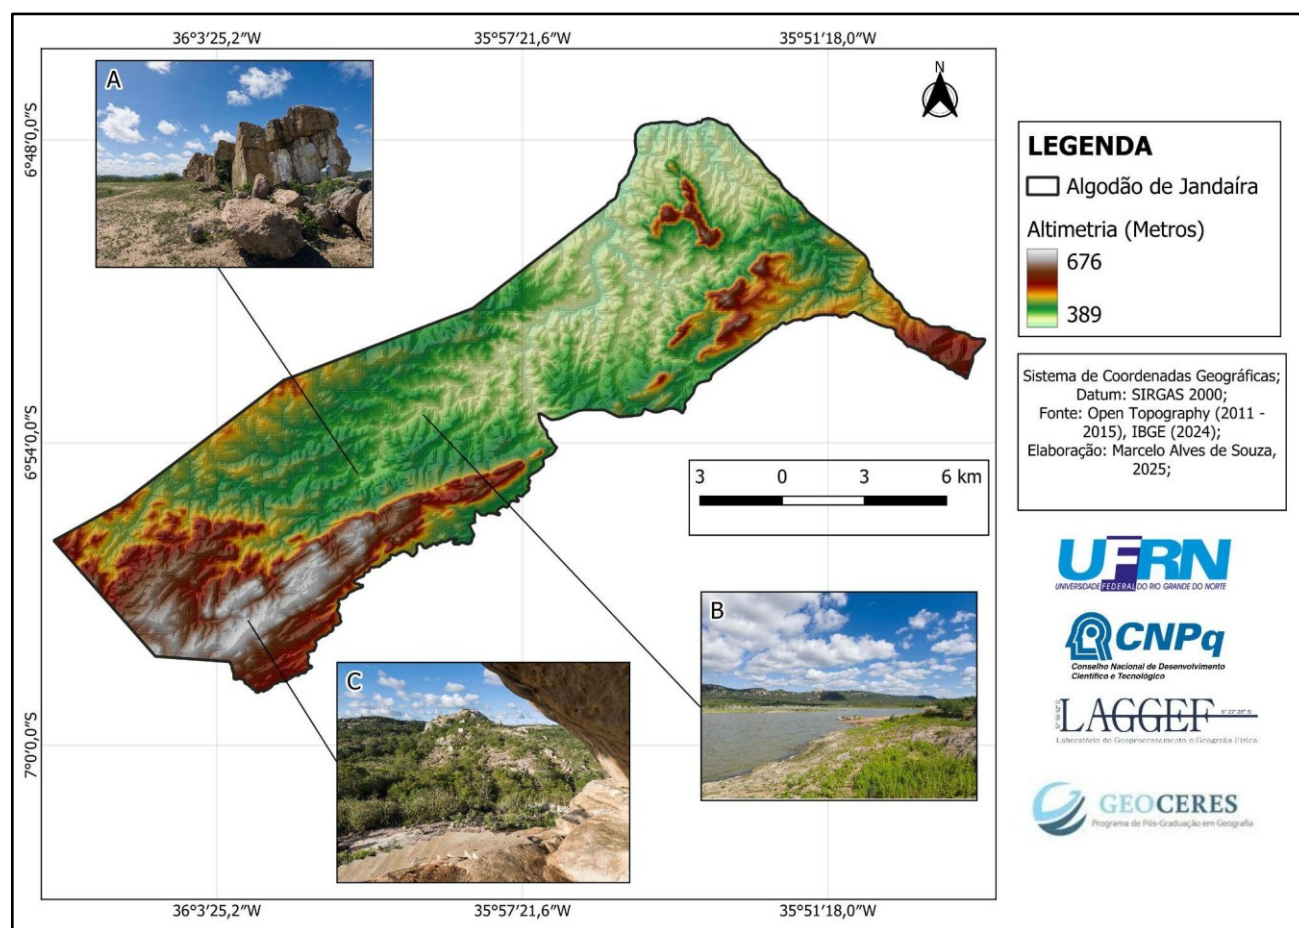 36°3'25,2"W 35°57'21,6"W 35°51'18,0"W
6°48'0,0"S
6°54'0,0"S
7°0'0,0"S
A
N
B
C
LEGENDA
Algodão de Jandaíra
Altimetria (Metros)
676
389
Sistema de Coordenadas Geográficas;
Datum: SIRGAS 2000;
Fonte: Open Topography (2011 -
2015), IBGE (2024);
Elaboração: Marcelo Alves de Souza,
2025;
3 0 3 6 km
UFRN
UNIVERSIDADE FEDERAL DO RIO GRANDE DO NORTE
CNPq
Conselho Nacional de Desenvolvimento
Científico e Tecnológico
LAGGEF
Laboratório de Geoprocessamento e Geografia Física
GEOCERES
Programa de Pós-Graduação em Geografia
36°3'25,2"W 35°57'21,6"W 35°51'18,0"W